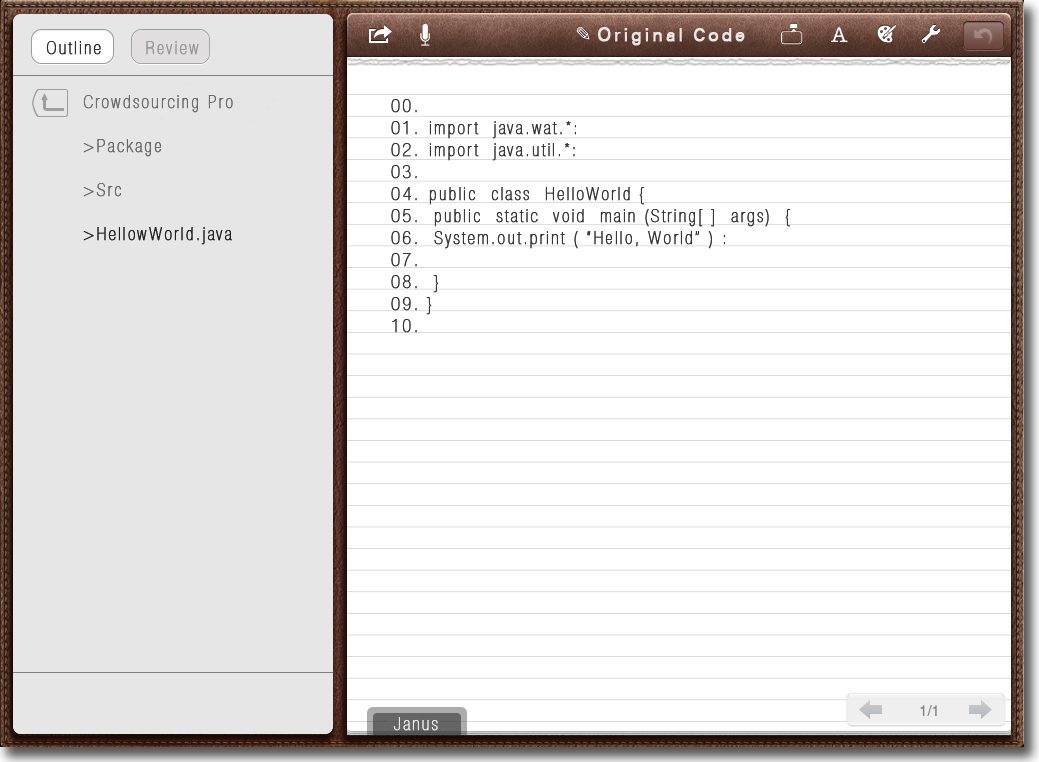 Outline
Review
Crowdsourcing Pro
>Package
>Src
>HellowWorld.java
Original Code
A
00.
01. import java.wat.*:
02. import java.util.*:
03.
04. public class HelloWorld {
05. public static void main (String[ ] args) {
06. System.out.print ( "Hello, World" ) :
07.
08. }
09. }
10.
Janus
1/1